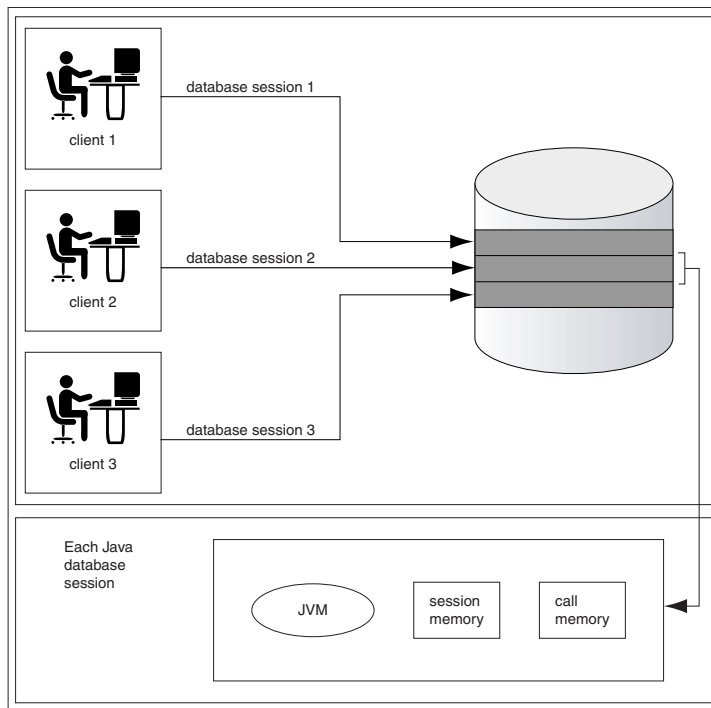 database session 1
client 1
database session 2
client 2
database session 3
client 3
Each Java
database
session
JVM
session
memory
call
memory